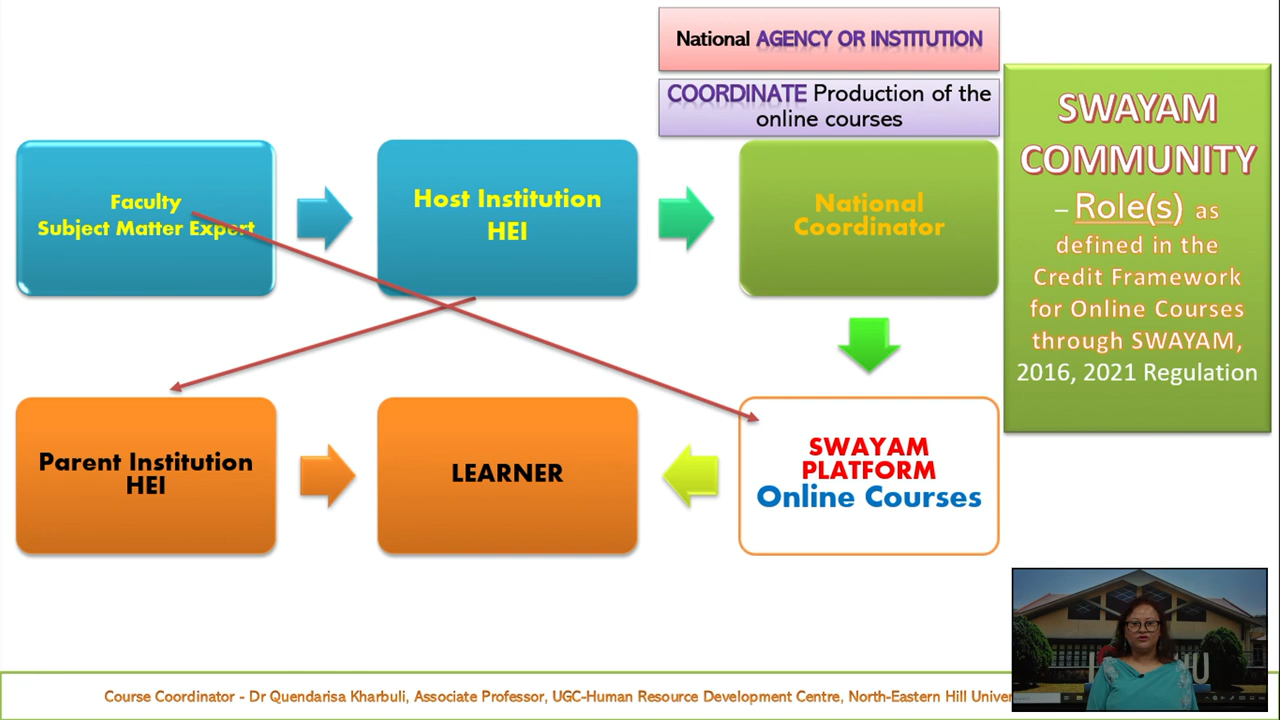 National AGENCY OR INSTITUTION
COORDINATE Production of the
online courses
Faculty
Subject Matter Expert
Host Institution
HEI
National
Coordinator
SWAYAM
COMMUNITY
– Role(s) as
defined in the
Credit Framework
for Online Courses
through SWAYAM,
2016, 2021 Regulation
Parent Institution
HEI
LEARNER
SWAYAM
PLATFORM
Online Courses
Course Coordinator - Dr Quendarisa Kharbuli, Associate Professor, UGC-Human Resource Development Centre, North-Eastern Hill